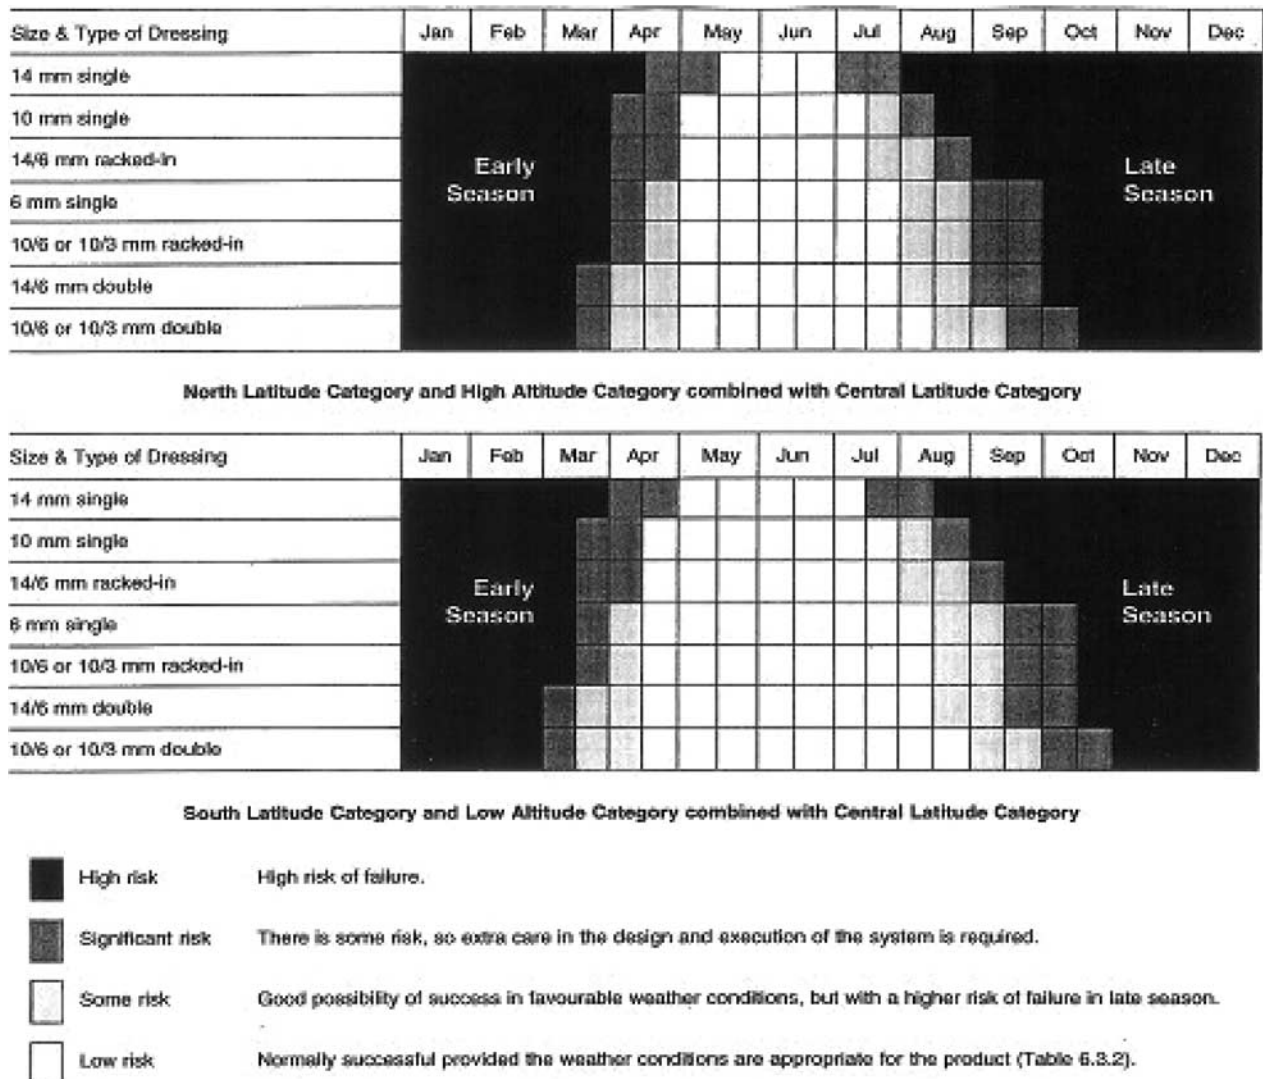 Size & Type of Dressing Jan Feb Mar Apr May Jun Jul Aug Sep Oct Nov Dec
14 mm single
10 mm single
14/6 mm racked-in
6 mm single
10/6 or 10/3 mm racked-in
14/6 mm double
10/6 or 10/3 mm double
Early
Season
Late
Season
North Latitude Category and High Altitude Category combined with Central Latitude Category
Size & Type of Dressing Jan Feb Mar Apr May Jun Jul Aug Sep Oct Nov Dec
14 mm single
10 mm single
14/6 mm racked-in
6 mm single
10/6 or 10/3 mm racked-in
14/6 mm double
10/6 or 10/3 mm double
Early
Season
Late
Season
South Latitude Category and Low Altitude Category combined with Central Latitude Category
High risk High risk of failure.
Significant risk There is some risk, so extra care in the design and execution of the system is required.
Some risk Good possibility of success in favourable weather conditions, but with a higher risk of failure in late season.
Low risk Normally successful provided the weather conditions are appropriate for the product (Table 6.3.2).